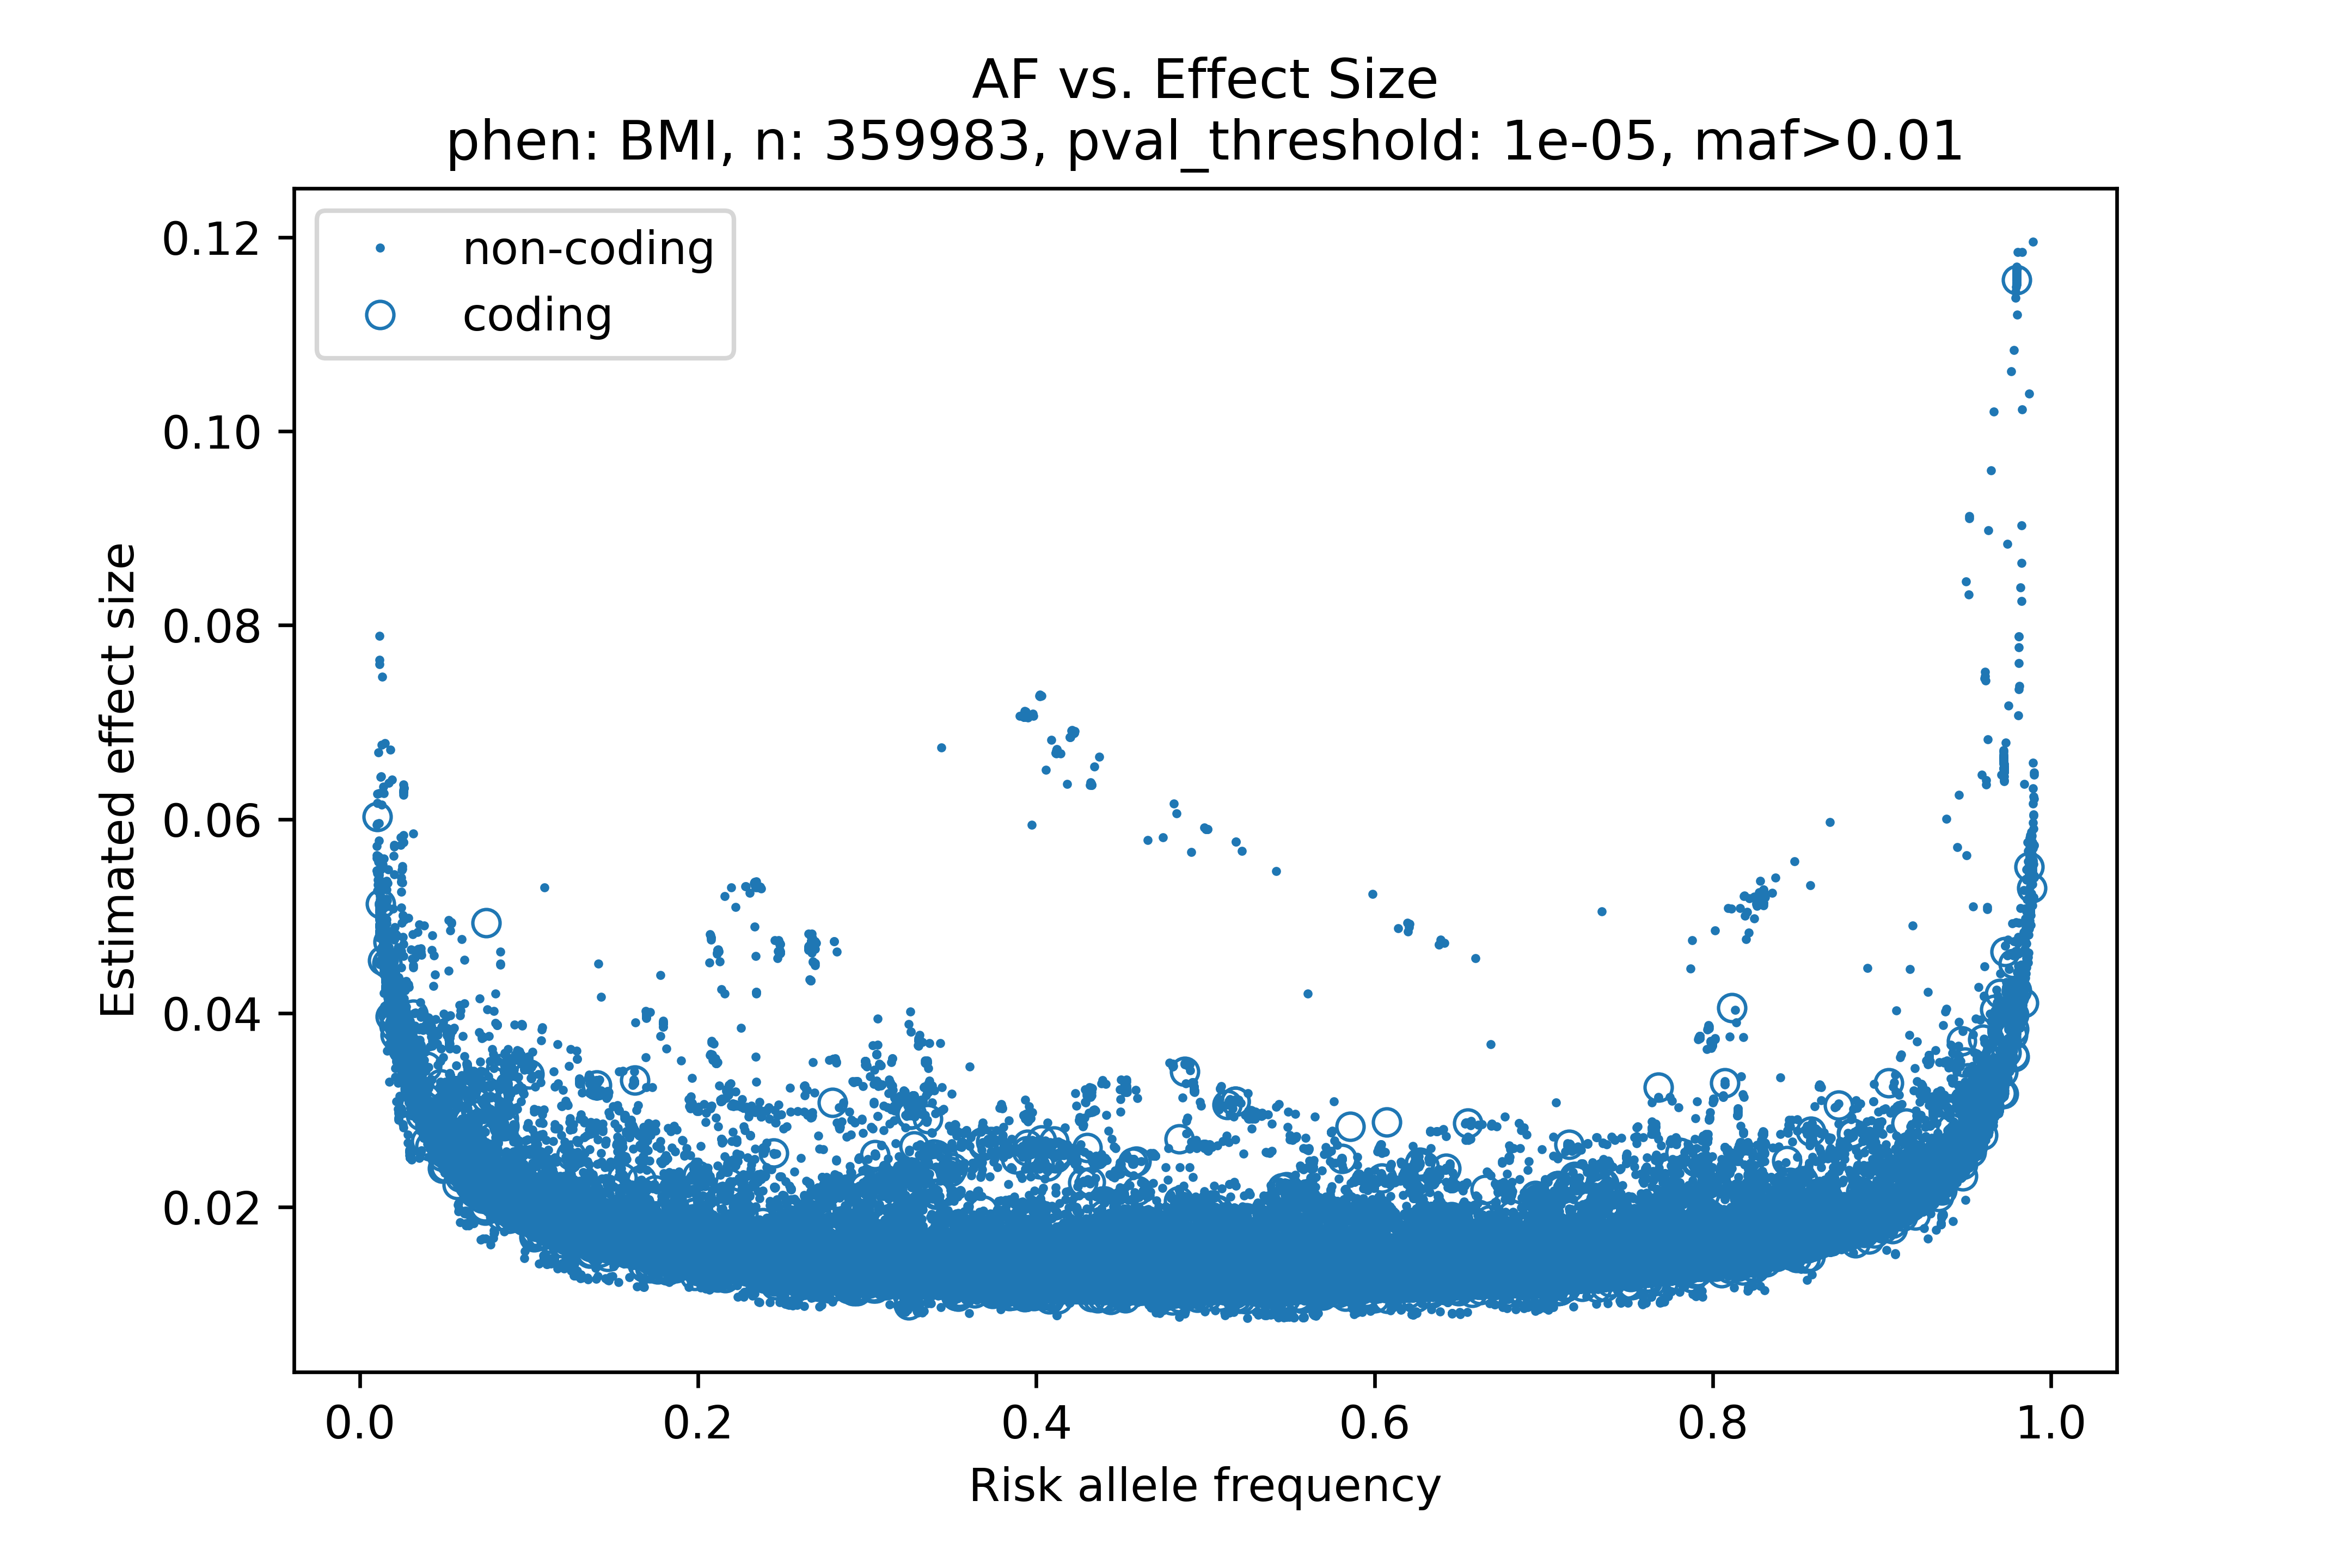 AF vs. Effect Size
phen: BMI, n: 359983, pval_threshold: 1e-05, maf>0.01
non-coding
coding
0.12
0.10
0.08
0.06
0.04
0.02
Estimated effect size
0.0 0.2 0.4 0.6 0.8 1.0
Risk allele frequency